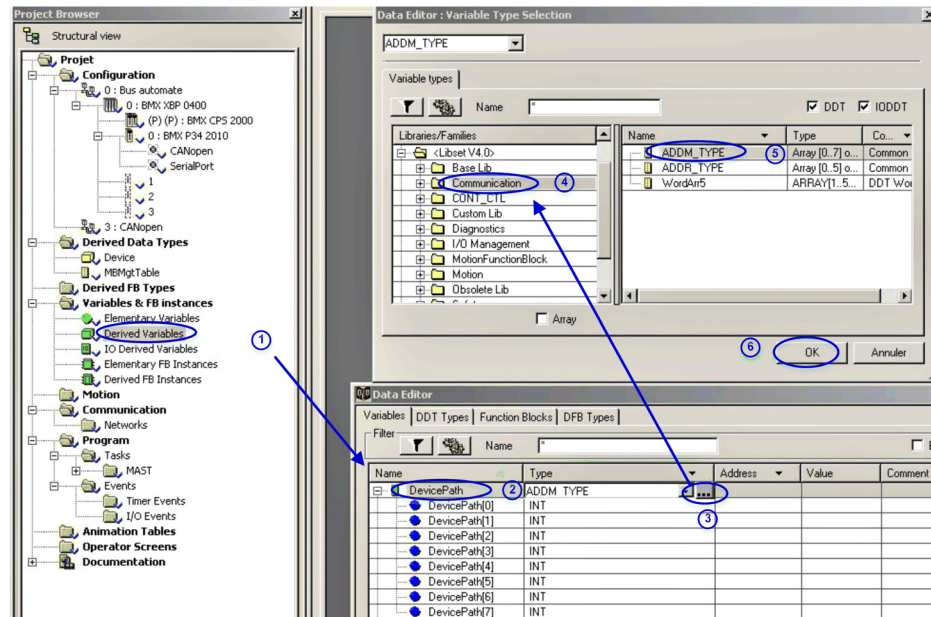 Project Browser
Structural view
Projet
Configuration
0 : Bus automate
0 : BMX XBP 0400
(P) (P) : BMX CPS 2000
0 : BMX P34 2010
CANopen
SerialPort
1
2
3
3 : CANopen
Derived Data Types
Device
MBMgtTable
Derived FB Types
Variables & FB instances
Elementary Variables
Derived Variables
IO Derived Variables
Elementary FB Instances
Derived FB Instances
Motion
Communication
Networks
Program
Tasks
MAST
Events
Timer Events
I/O Events
Animation Tables
Operator Screens
Documentation
1
Data Editor : Variable Type Selection
ADDM_TYPE
Variable types
Name *
DDT IODDT
Libraries/Families
<Libset V4.0>
Base Lib
Communication 4
CONT_CTL
Custom Lib
Diagnostics
I/O Management
MotionFunctionBlock
Motion
Obsolete Lib
Name Type Co...
ADDM_TYPE 5 Array [0..7] o... Common
ADDR_TYPE Array [0..5] o... Common
WordArr5 ARRAY[1..5... DDT Wor
Array
6 OK Annuler
Data Editor
Variables DDT Types Function Blocks DFB Types
Filter
Name *
Name Type Address Value Comment
DevicePath 2 ADDM_TYPE ...
3
DevicePath[0] INT
DevicePath[1] INT
DevicePath[2] INT
DevicePath[3] INT
DevicePath[4] INT
DevicePath[5] INT
DevicePath[6] INT
DevicePath[7] INT